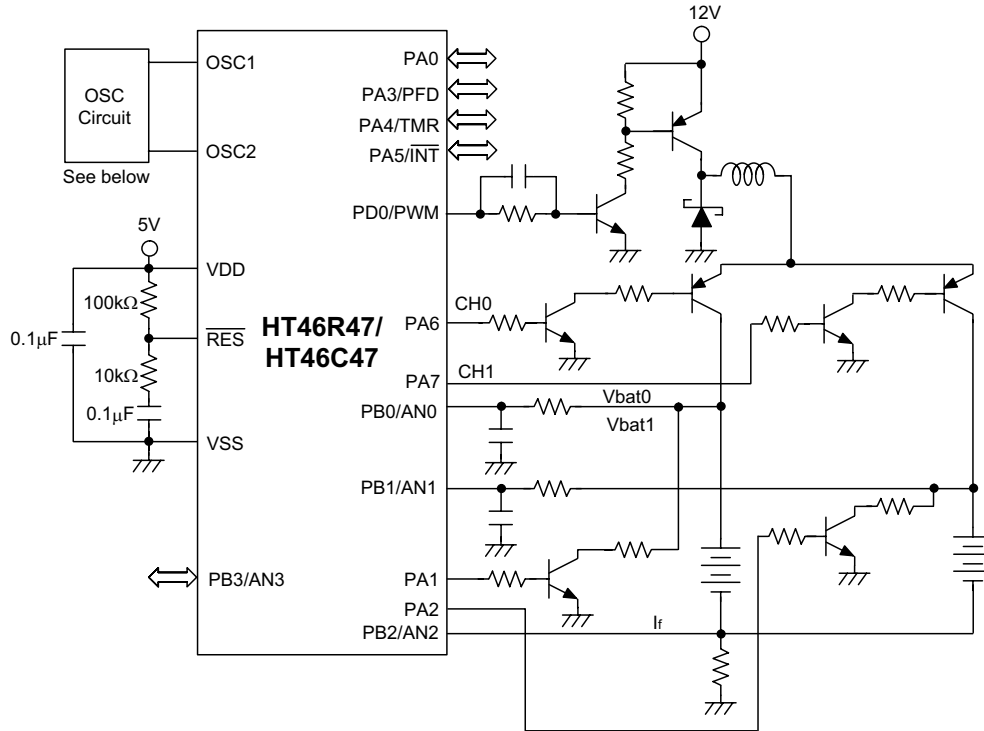 12V
OSC1
PA0
OSC
Circuit
PA3/PFD
PA4/TMR
OSC2
PA5/INT
See below
PD0/PWM
5V
VDD
100kΩ
HT46R47/
HT46C47
CH0
PA6
0.1μF
RES
10kΩ
PA7
CH1
0.1μF
PB0/AN0
Vbat0
Vbat1
VSS
PB1/AN1
PB3/AN3
PA1
PA2
PB2/AN2
If